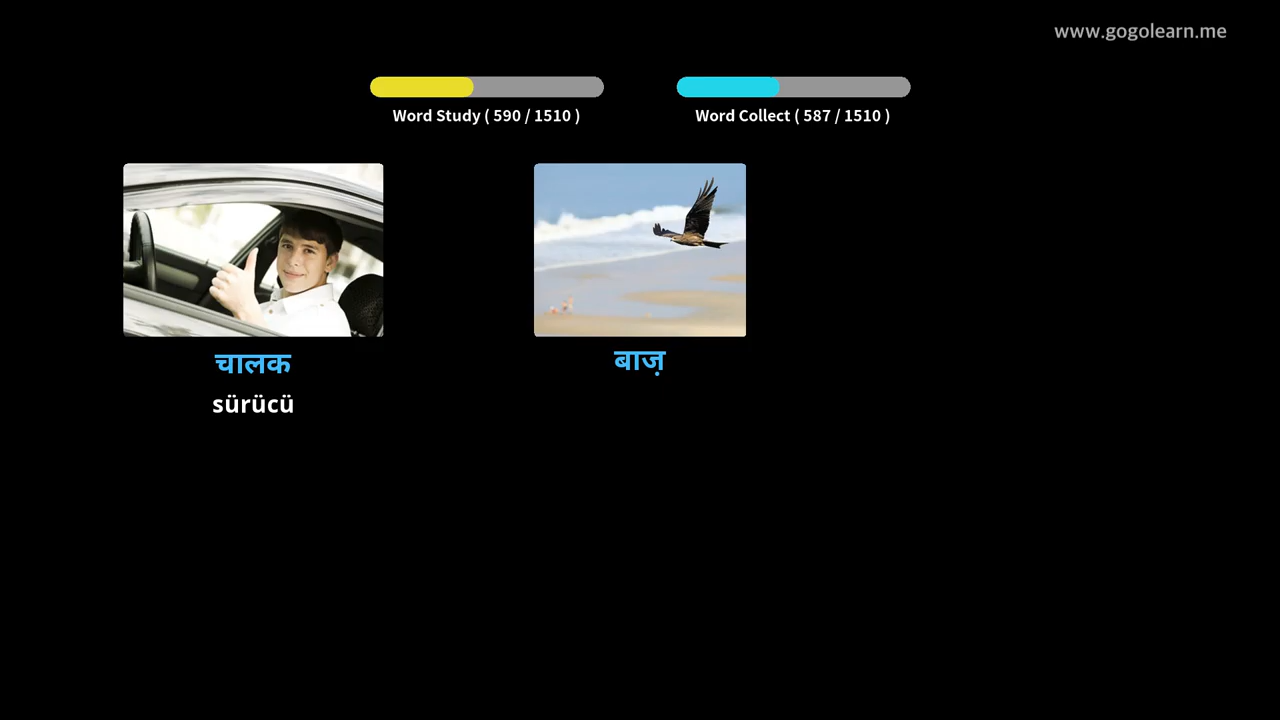 www.gogolearn.me
Word Study ( 590 / 1510 )
Word Collect ( 587 / 1510 )
चालक
sürücü
बाज़